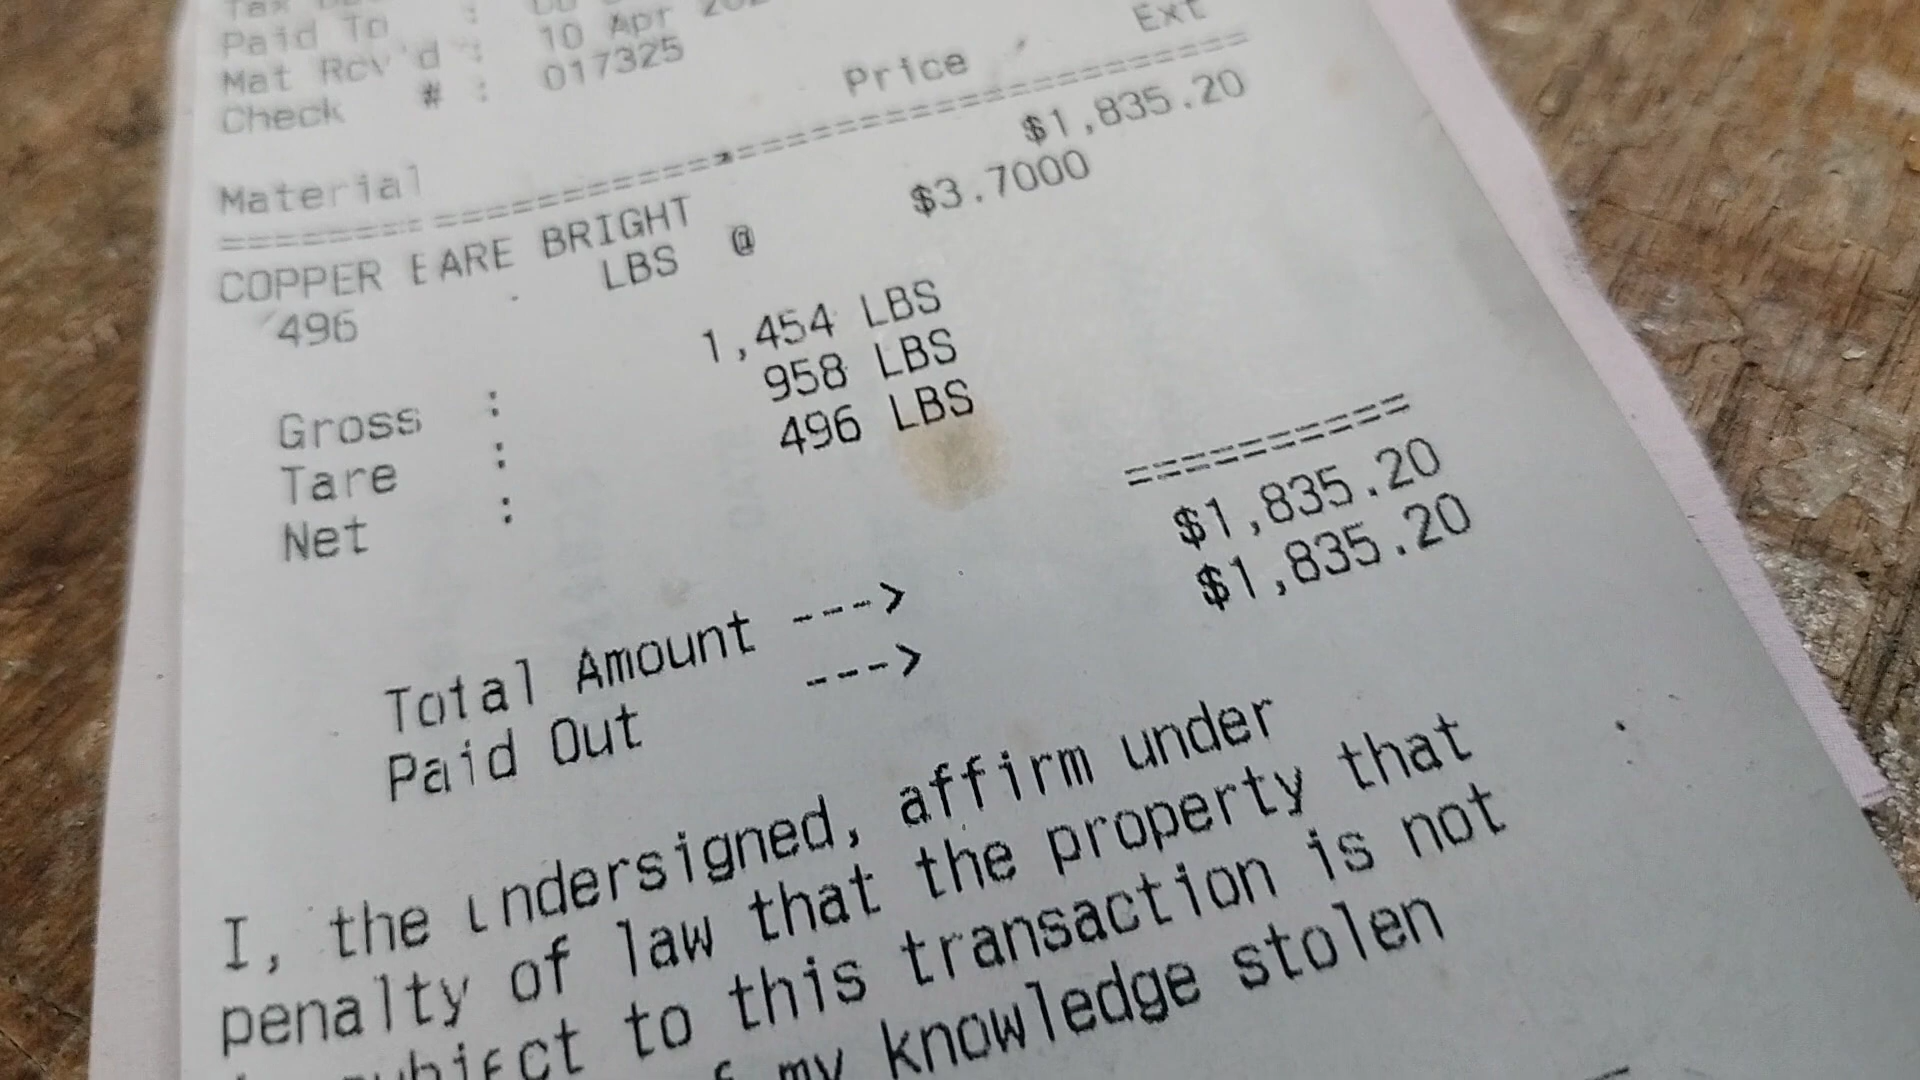 Paid To :
Mat Rcv'd : 10 Apr
Check # : 017325
Material Price Ext
================================
COPPER BARE BRIGHT $1,835.20
496 LBS @ $3.7000
Gross : 1,454 LBS
Tare : 958 LBS
Net : 496 LBS
==========
Total Amount ---> $1,835.20
Paid Out ---> $1,835.20
I, the undersigned, affirm under
penalty of law that the property that
subject to this transaction is not
my knowledge stolen